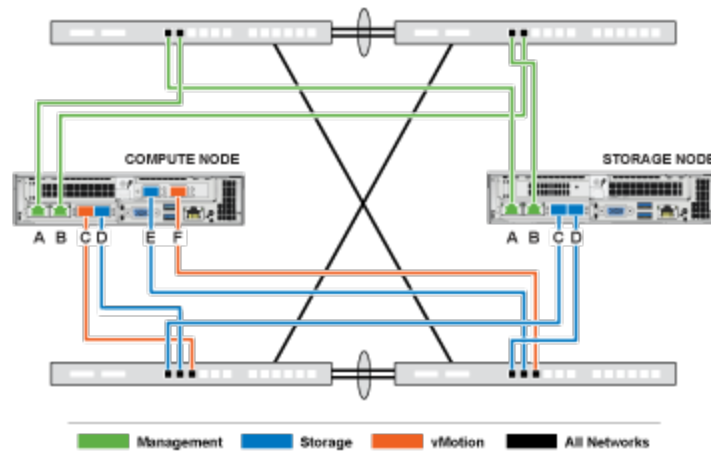 COMPUTE NODE
STORAGE NODE
A B C D E F
A B C D
Management Storage vMotion All Networks